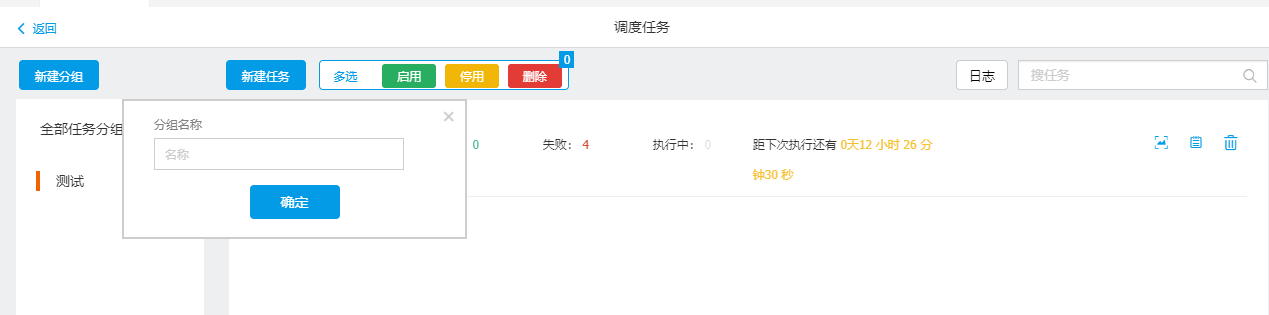 返回
调度任务
新建分组
新建任务
多选
启用
停用
删除
0
日志
搜任务
全部任务分组
测试
分组名称
名称
确定
0
失败： 4
执行中： 0
距下次执行还有 0天12 小时 26 分
钟30 秒